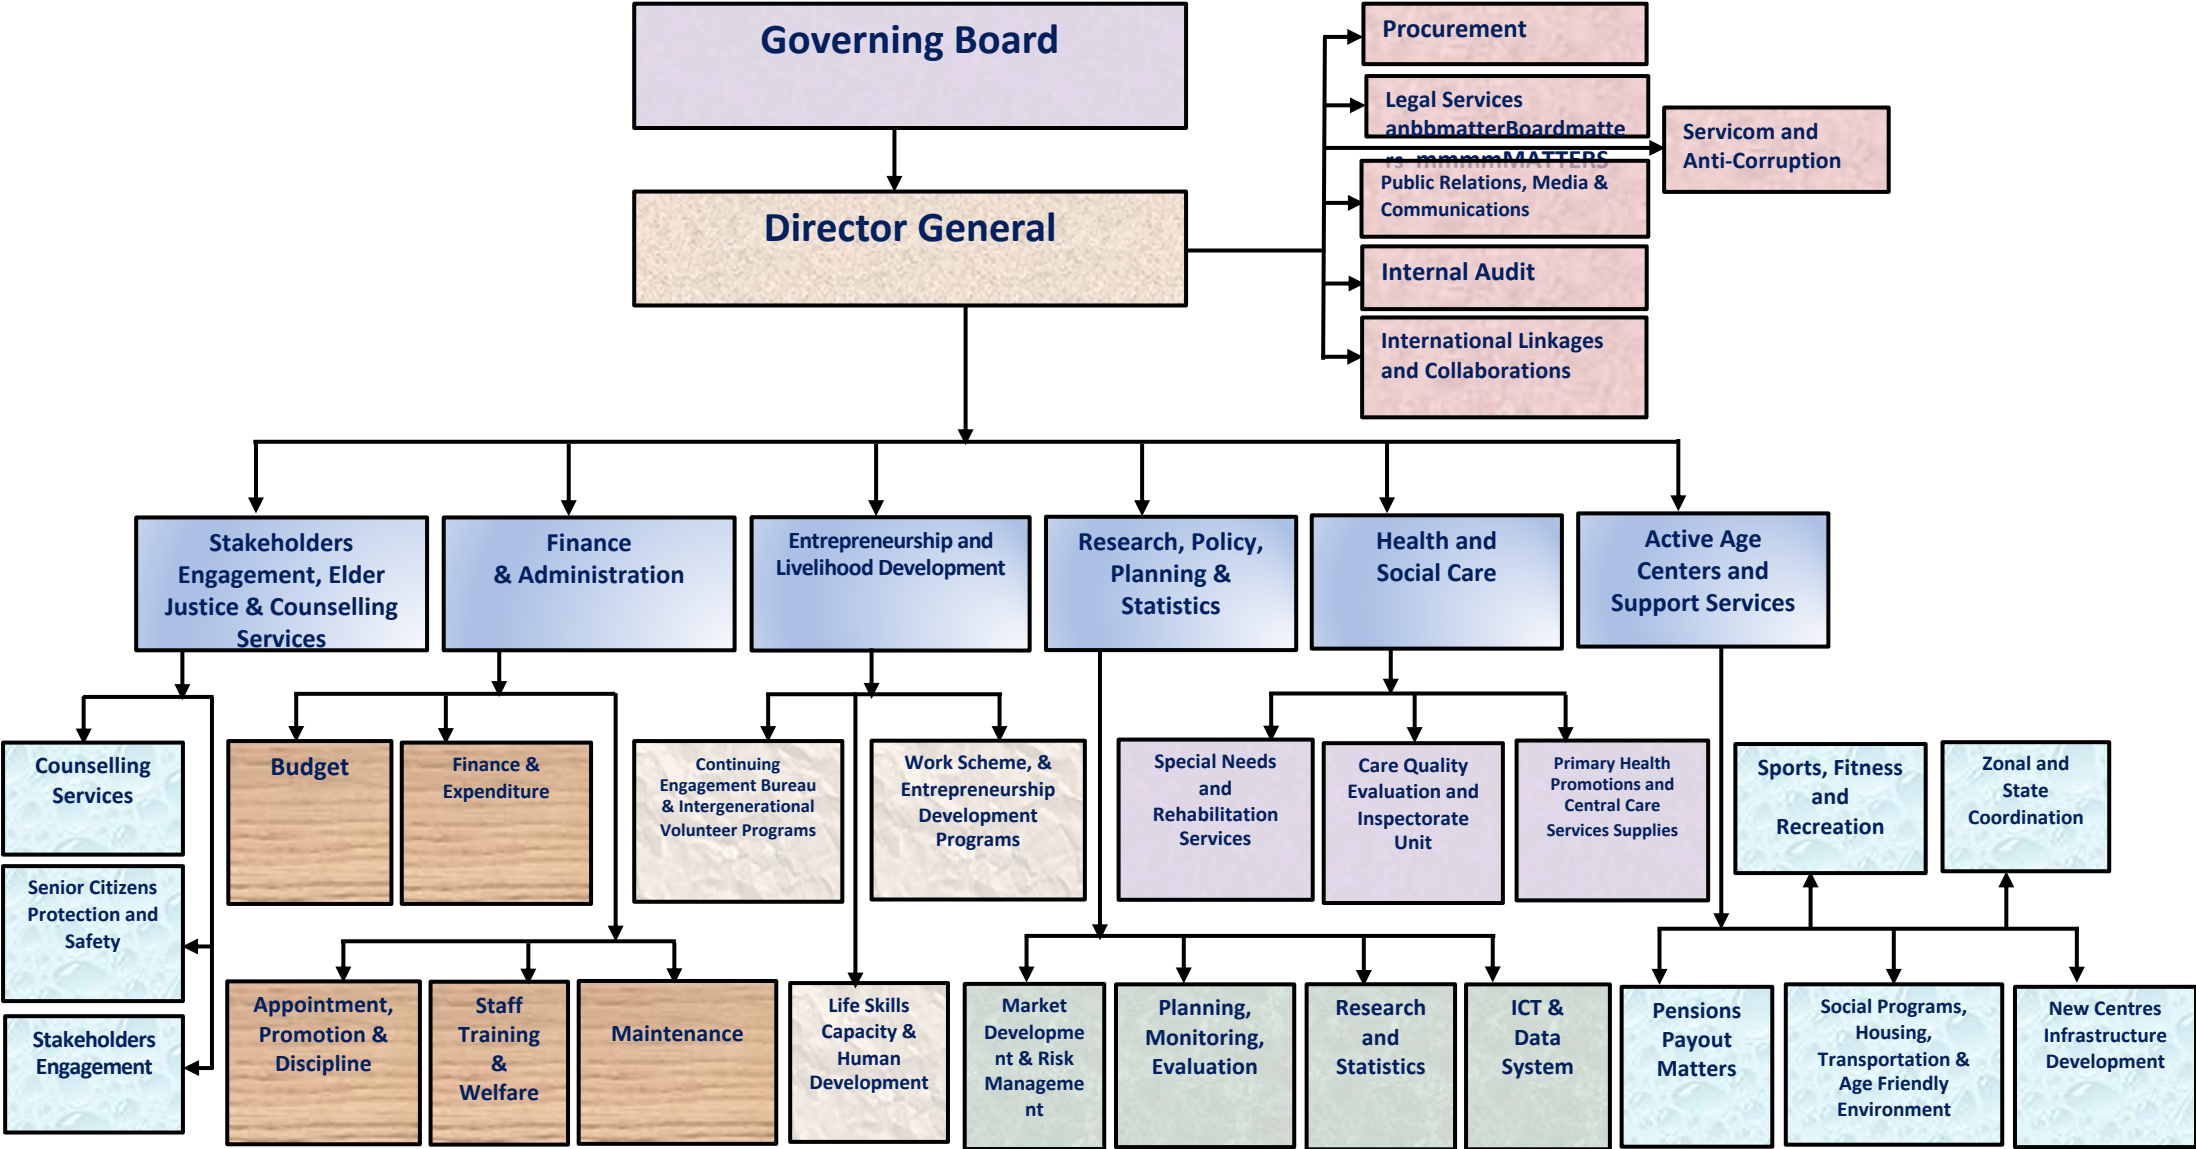 Governing Board
Procurement
Legal Services
anbbmatterBoardmatte
rs mmmmMATTERS
Servicom and
Anti-Corruption
Public Relations, Media &
Communications
Director General
Internal Audit
International Linkages
and Collaborations
Stakeholders
Engagement, Elder
Justice & Counselling
Services
Finance
& Administration
Entrepreneurship and
Livelihood Development
Research, Policy,
Planning &
Statistics
Health and
Social Care
Active Age
Centers and
Support Services
Counselling
Services
Budget
Finance &
Expenditure
Continuing
Engagement Bureau
& Intergenerational
Volunteer Programs
Work Scheme, &
Entrepreneurship
Development
Programs
Special Needs
and
Rehabilitation
Services
Care Quality
Evaluation and
Inspectorate
Unit
Primary Health
Promotions and
Central Care
Services Supplies
Sports, Fitness
and
Recreation
Zonal and
State
Coordination
Senior Citizens
Protection and
Safety
Stakeholders
Engagement
Appointment,
Promotion &
Discipline
Staff
Training
&
Welfare
Maintenance
Life Skills
Capacity &
Human
Development
Market
Developme
nt & Risk
Manageme
nt
Planning,
Monitoring,
Evaluation
Research
and
Statistics
ICT &
Data
System
Pensions
Payout
Matters
Social Programs,
Housing,
Transportation &
Age Friendly
Environment
New Centres
Infrastructure
Development